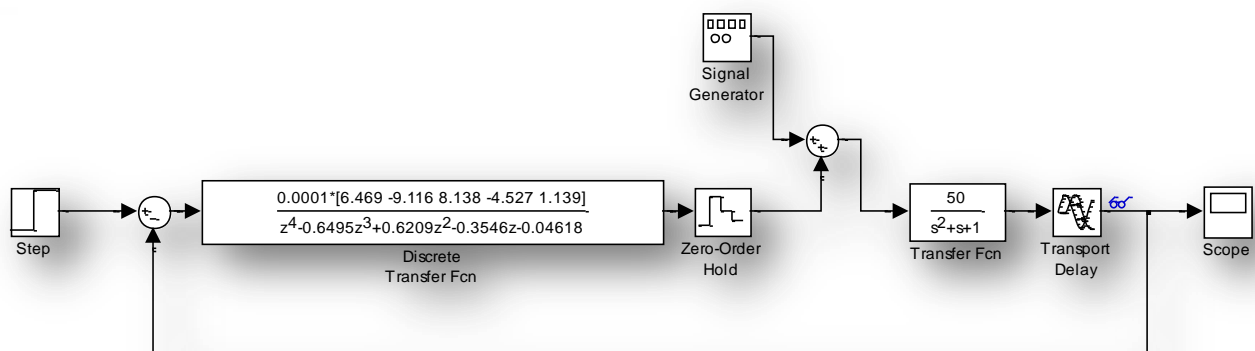 Signal
Generator
Step
0.0001*[6.469 -9.116 8.138 -4.527 1.139]
z4-0.6495z3+0.6209z2-0.3546z-0.04618
Discrete
Transfer Fcn
Zero-Order
Hold
50
s2+s+1
Transfer Fcn
Transport
Delay
Scope